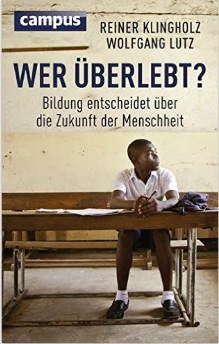 campus
REINER KLINGHOLZ
WOLFGANG LUTZ
WER ÜBERLEBT?
Bildung entscheidet über
die Zukunft der Menschheit